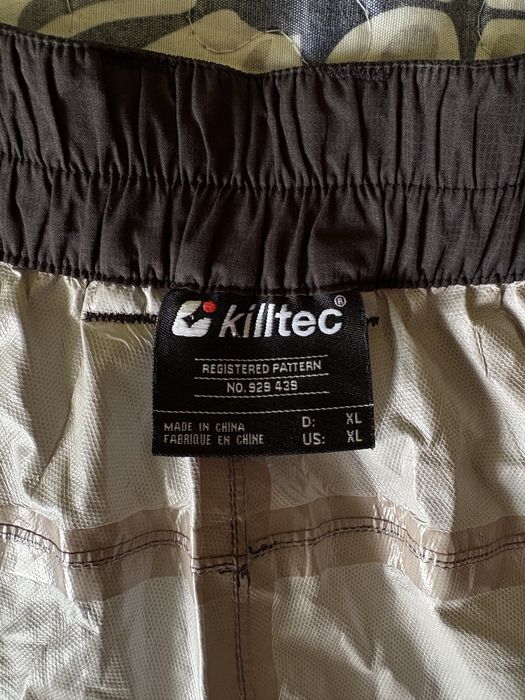 killtec®
REGISTERED PATTERN
NO. 929 439
MADE IN CHINA D: XL
FABRIQUE EN CHINE US: XL